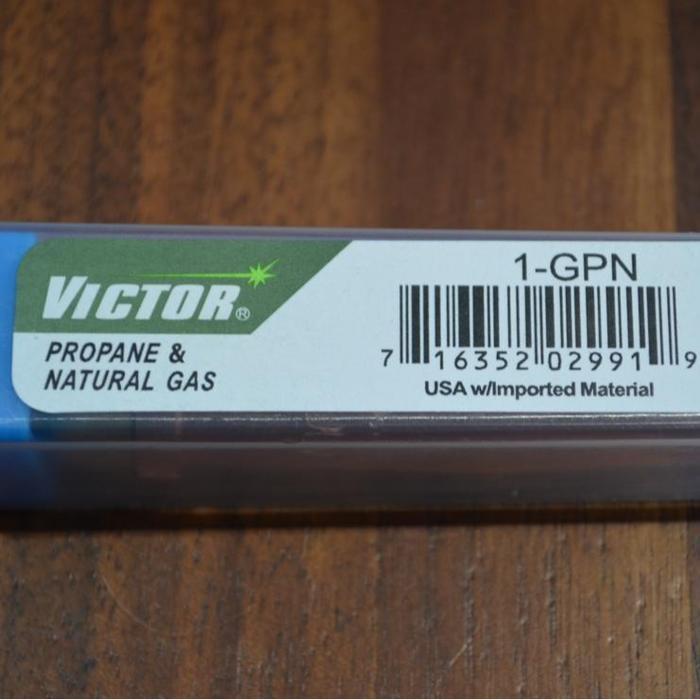 VICTOR®
PROPANE &
NATURAL GAS
1-GPN
7 16352 02991 9
USA w/Imported Material